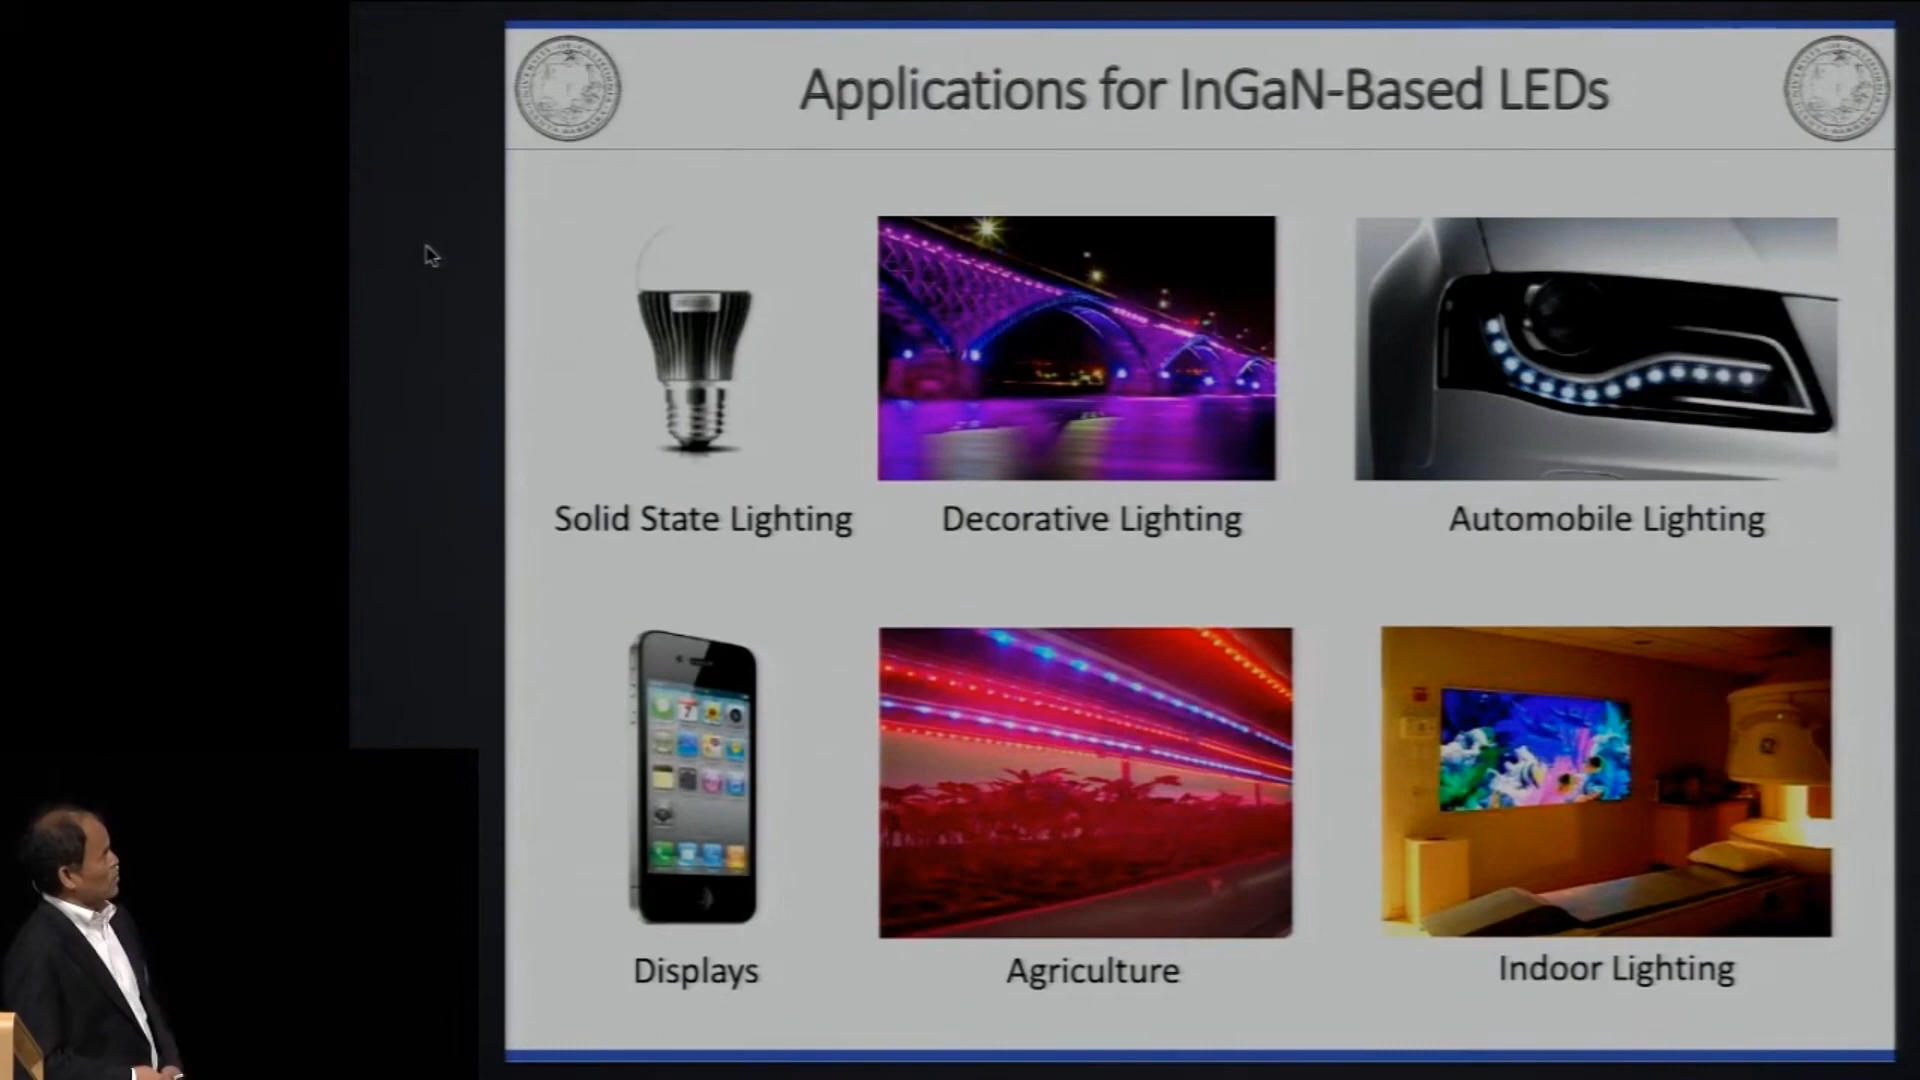 Applications for InGaN-Based LEDs
Solid State Lighting
Decorative Lighting
Automobile Lighting
Displays
Agriculture
Indoor Lighting